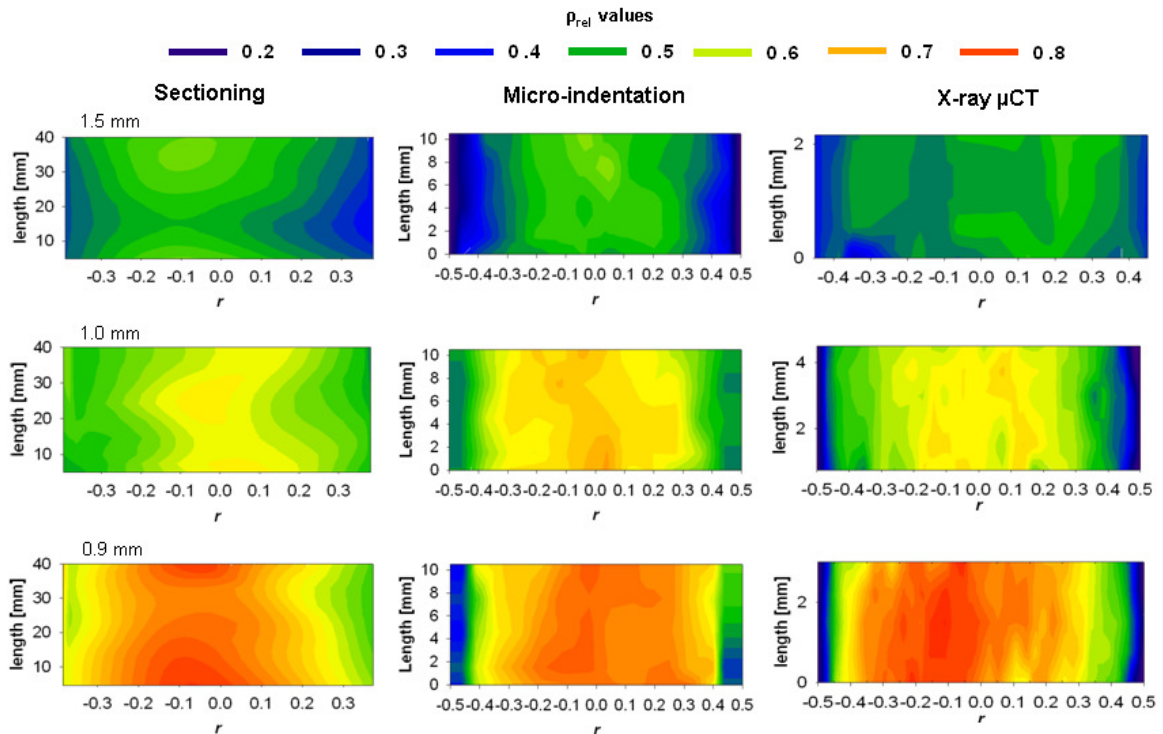 ρrel values
0.2 0.3 0.4 0.5 0.6 0.7 0.8
Sectioning Micro-indentation X-ray µCT
1.5 mm
length [mm] 40 30 20 10
-0.3 -0.2 -0.1 0.0 0.1 0.2 0.3
r
Length [mm] 10 8 6 4 2 0
-0.5 -0.4 -0.3 -0.2 -0.1 0.0 0.1 0.2 0.3 0.4 0.5
r
length [mm] 2 0
-0.4 -0.3 -0.2 -0.1 0.0 0.1 0.2 0.3 0.4
r
1.0 mm
length [mm] 40 30 20 10
-0.3 -0.2 -0.1 0.0 0.1 0.2 0.3
r
Length [mm] 10 8 6 4 2 0
-0.5 -0.4 -0.3 -0.2 -0.1 0.0 0.1 0.2 0.3 0.4 0.5
r
length [mm] 4 2
-0.5 -0.4 -0.3 -0.2 -0.1 0.0 0.1 0.2 0.3 0.4 0.5
r
0.9 mm
length [mm] 40 30 20 10
-0.3 -0.2 -0.1 0.0 0.1 0.2 0.3
r
Length [mm] 10 8 6 4 2 0
-0.5 -0.4 -0.3 -0.2 -0.1 0.0 0.1 0.2 0.3 0.4 0.5
r
length [mm] 2 0
-0.5 -0.4 -0.3 -0.2 -0.1 0.0 0.1 0.2 0.3 0.4 0.5
r